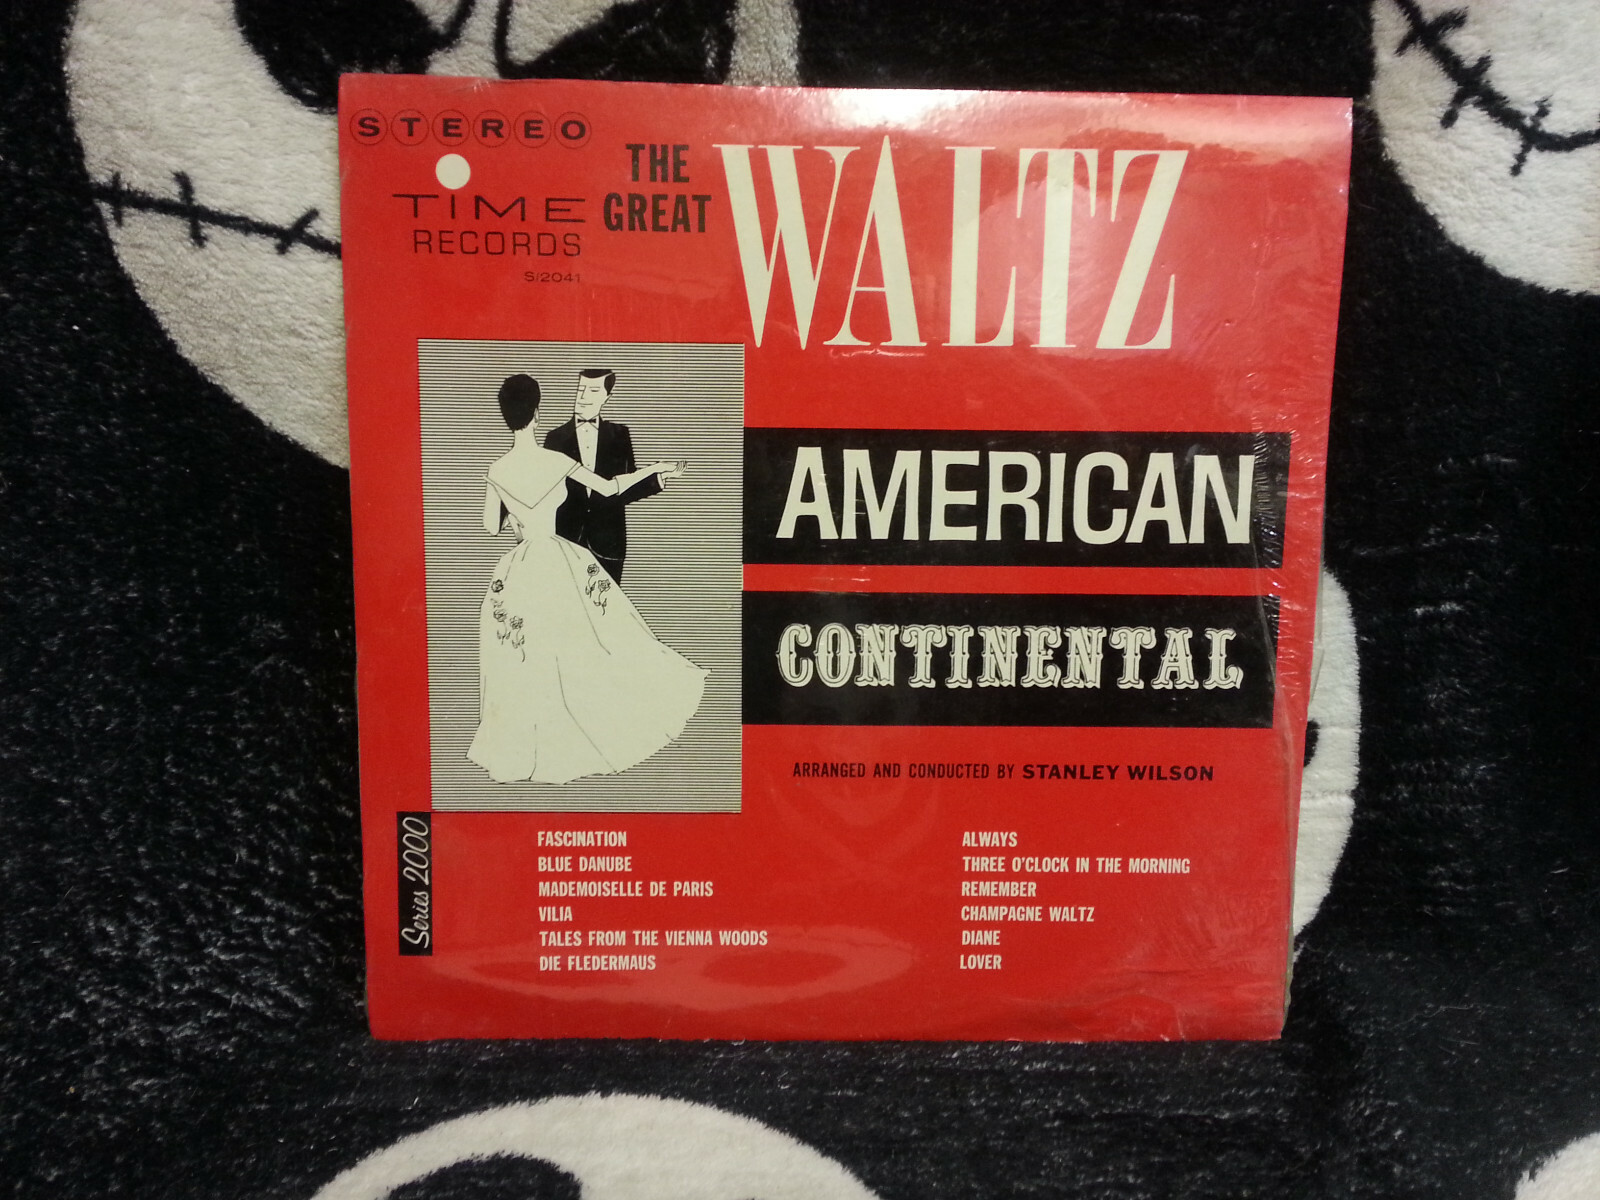 STEREO
TIME
RECORDS
S/2041
THE
GREAT
WALTZ
AMERICAN
CONTINENTAL
ARRANGED AND CONDUCTED BY STANLEY WILSON
Series 2000
FASCINATION
BLUE DANUBE
MADEMOISELLE DE PARIS
VILIA
TALES FROM THE VIENNA WOODS
DIE FLEDERMAUS
ALWAYS
THREE O'CLOCK IN THE MORNING
REMEMBER
CHAMPAGNE WALTZ
DIANE
LOVER